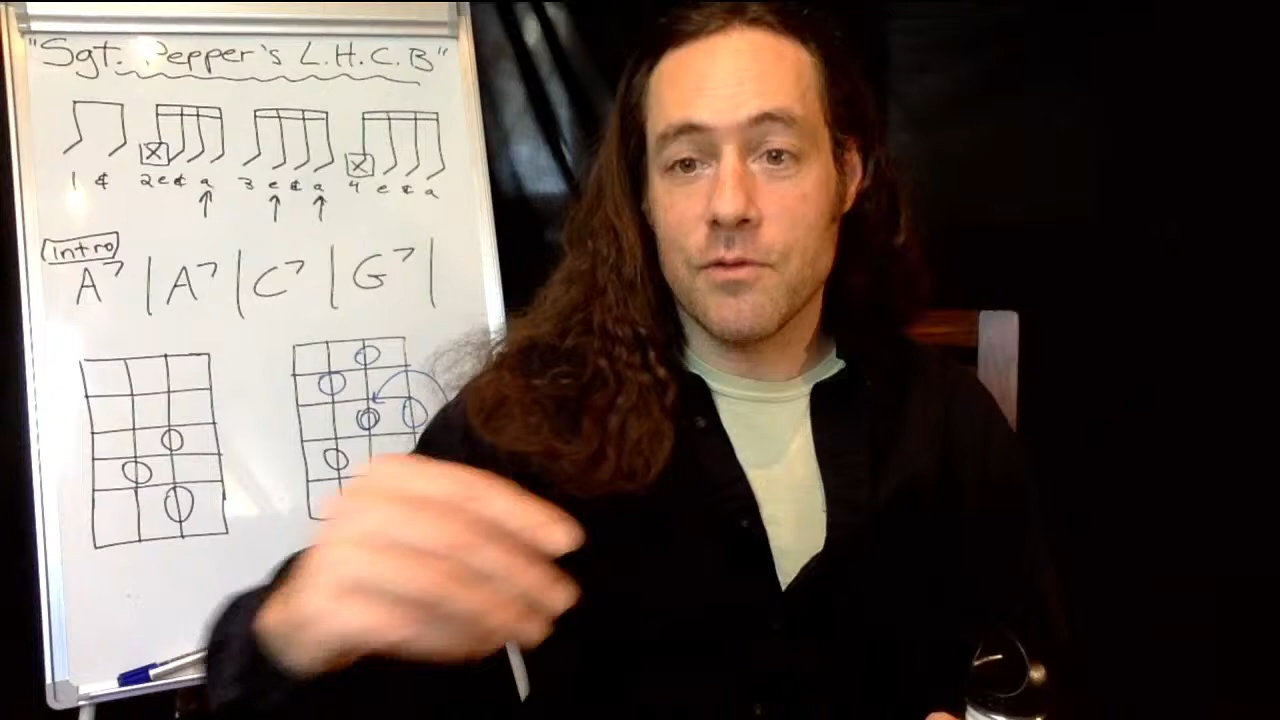 "Sgt. Pepper's L.H.C.B"
1 & 2 e & a 3 e & a 4 e & a
Intro
A7 | A7 | C7 | G7 |